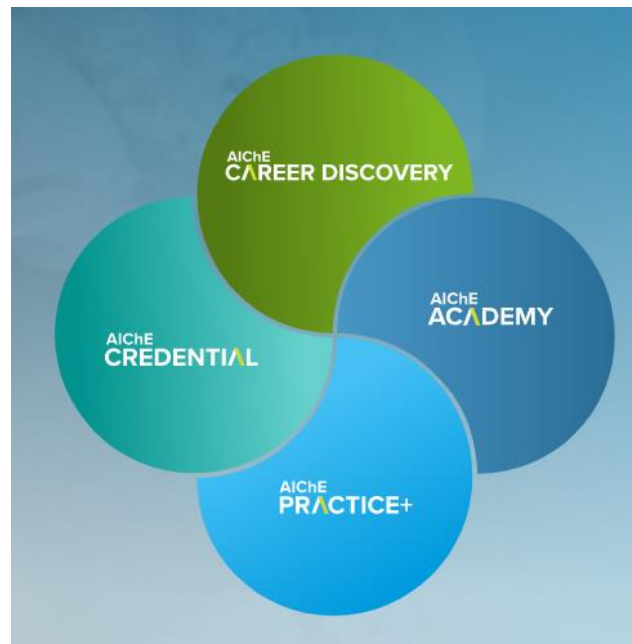 AIChE
CAREER DISCOVERY
AIChE
ACADEMY
AIChE
CREDENTIAL
AIChE
PRACTICE+